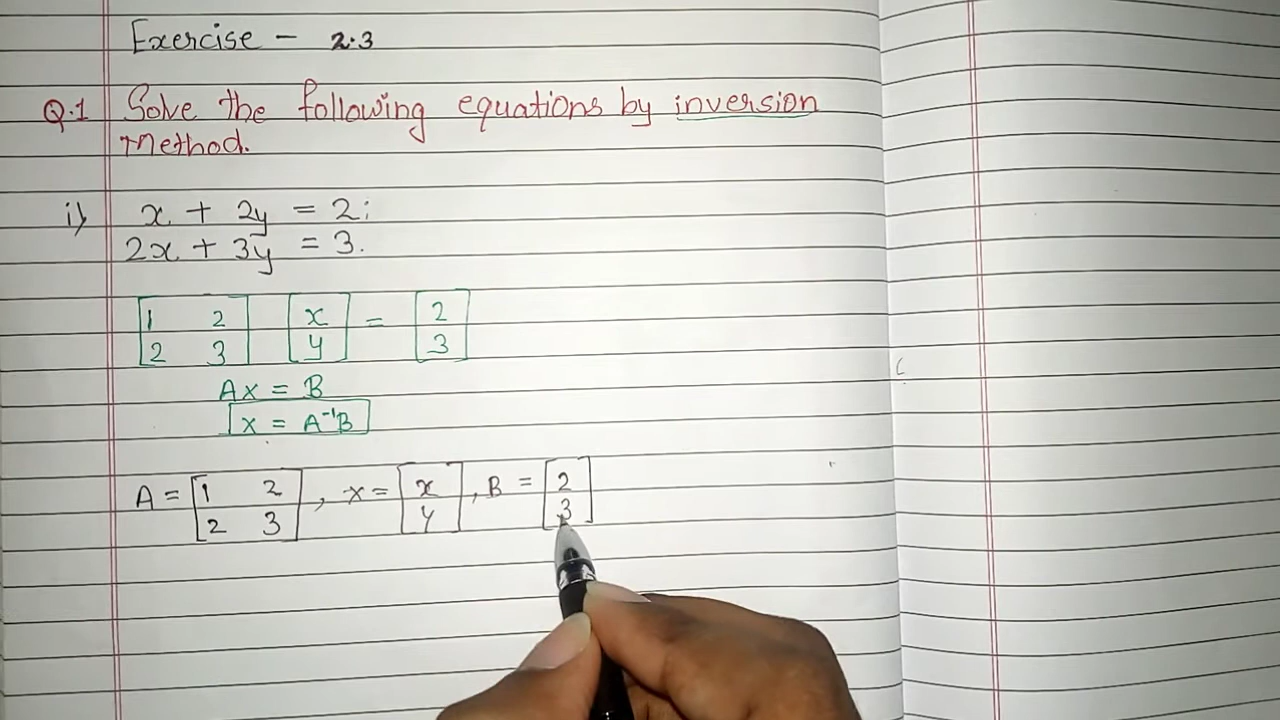 Exercise - 2.3
Q.1 Solve the following equations by inversion
Method.
i) x + 2y = 2;
2x + 3y = 3.
[1 2] [x] = [2]
[2 3] [y] [3]
AX = B
X = A⁻¹B
A = [1 2], X = [x], B = [2]
[2 3] [y] [3]